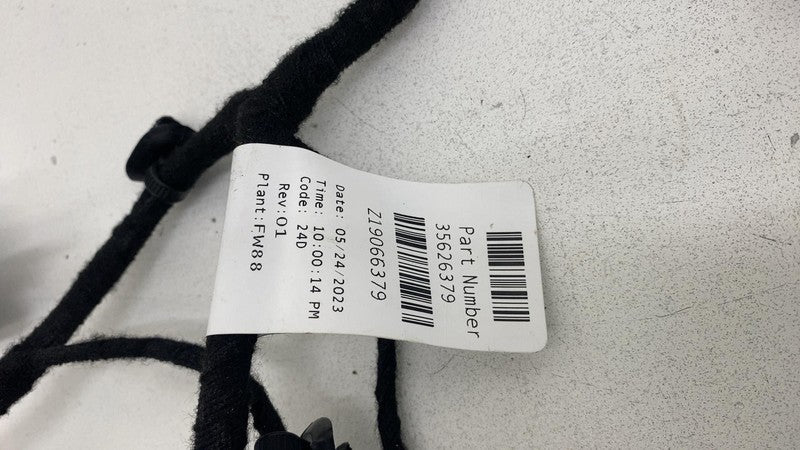 Part Number
35626379
Z19066379
Date: 05/24/2023
Time: 10:00:14 PM
Code: 24D
Rev:01
Plant:FW88